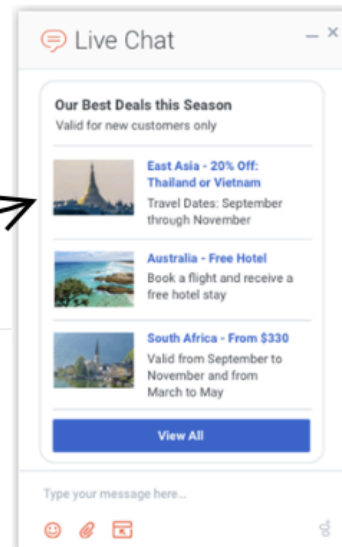 Live Chat
Our Best Deals this Season
Valid for new customers only
East Asia - 20% Off:
Thailand or Vietnam
Travel Dates: September
through November
Australia - Free Hotel
Book a flight and receive a
free hotel stay
South Africa - From $330
Valid from September to
November and from
March to May
View All
Type your message here...